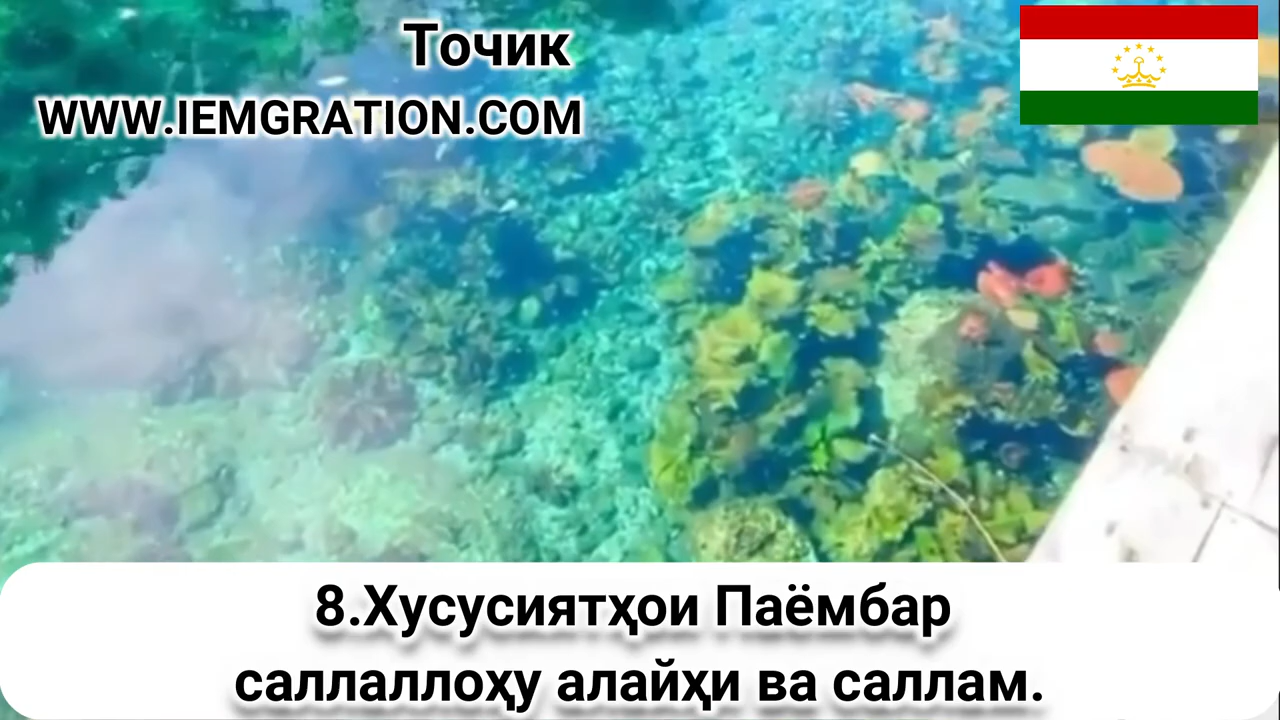 Точик
WWW.IEMGRATION.COM
8.Хусусиятҳои Паёмбар
саллаллоҳу алайҳи ва саллам.